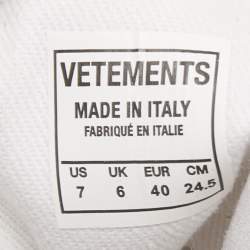 VETEMENTS
MADE IN ITALY
FABRIQUÉ EN ITALIE
US UK EUR CM
7 6 40 24.5